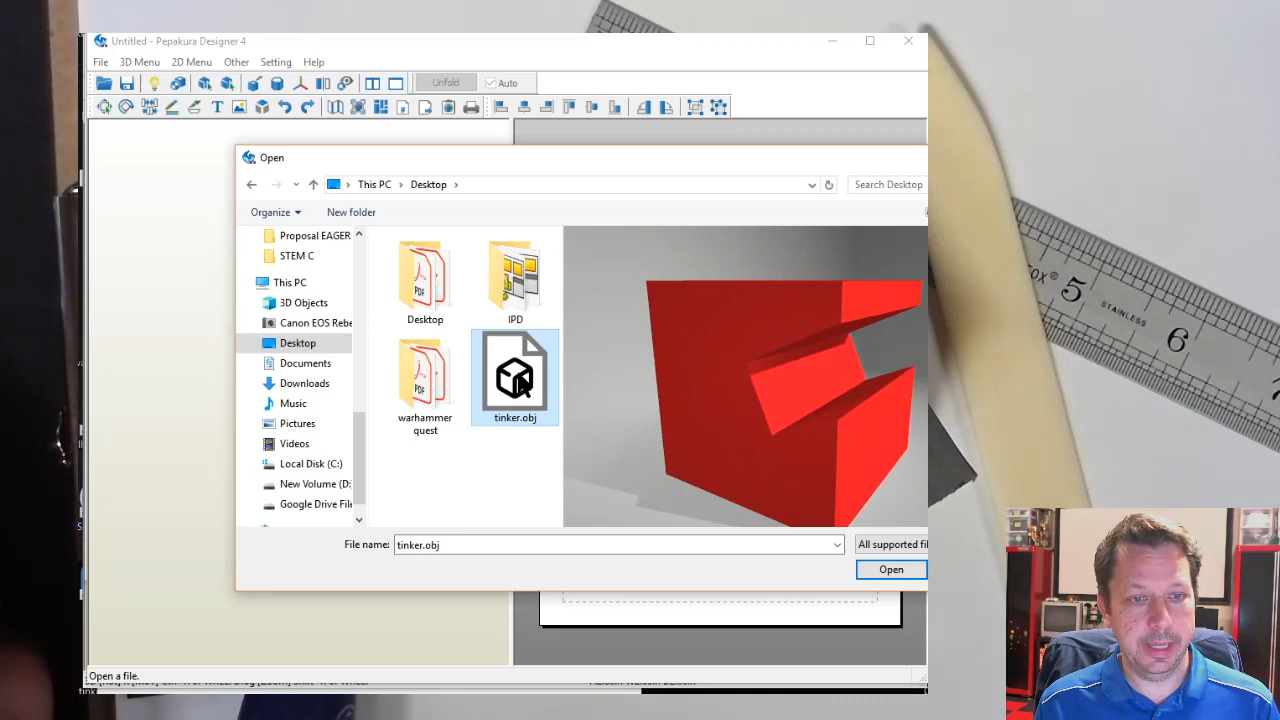 Untitled - Pepakura Designer 4
File 3D Menu 2D Menu Other Setting Help
Unfold Auto
T
Open
This PC Desktop
Search Desktop
Organize New folder
Proposal EAGER
STEM C
This PC
3D Objects
Canon EOS Rebe
Desktop
Documents
Downloads
Music
Pictures
Videos
Local Disk (C:)
New Volume (D:
Google Drive File
PDF
Desktop
IPD
PDF
warhammer
quest
tinker.obj
File name: tinker.obj
All supported fil
Open
Open a file.
5
STAINLESS
6